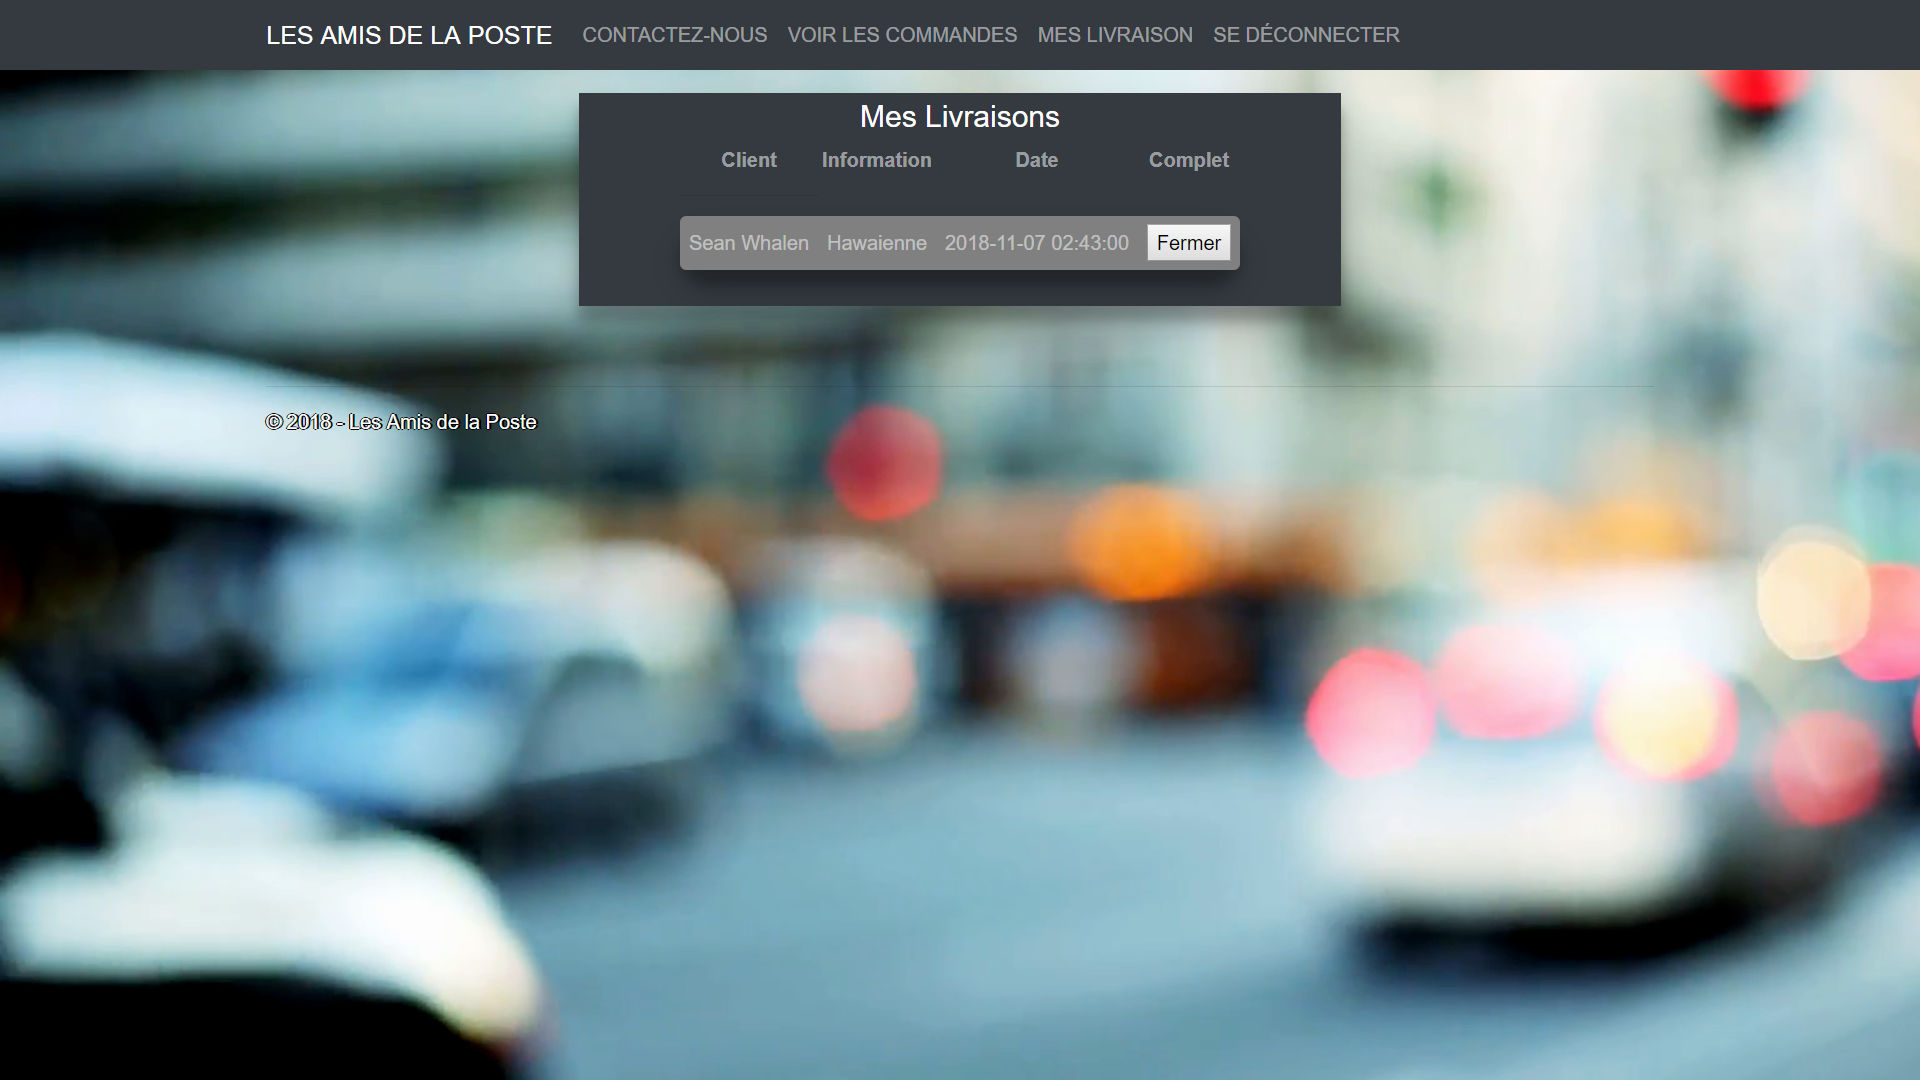 LES AMIS DE LA POSTE CONTACTEZ-NOUS VOIR LES COMMANDES MES LIVRAISON SE DÉCONNECTER
Mes Livraisons
Client Information Date Complet
Sean Whalen Hawaienne 2018-11-07 02:43:00 Fermer
© 2018 - Les Amis de la Poste